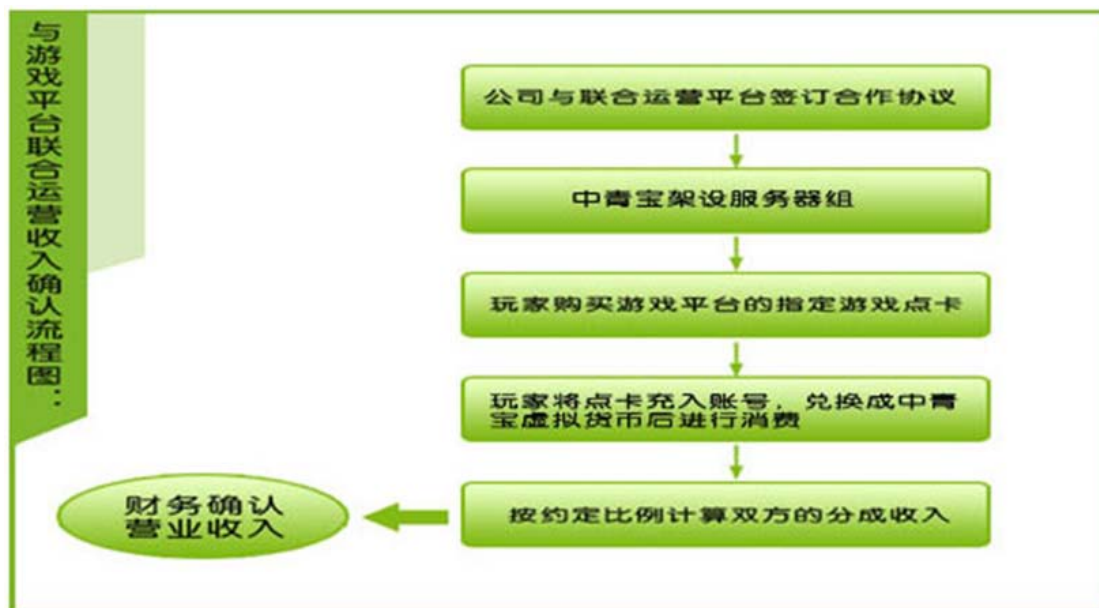 与游戏平台联合运营收入确认流程图：
公司与联合运营平台签订合作协议
中青宝架设服务器组
玩家购买游戏平台的指定游戏点卡
玩家将点卡充入账号，兑换成中青
宝虚拟货币后进行消费
按约定比例计算双方的分成收入
财务确认
营业收入